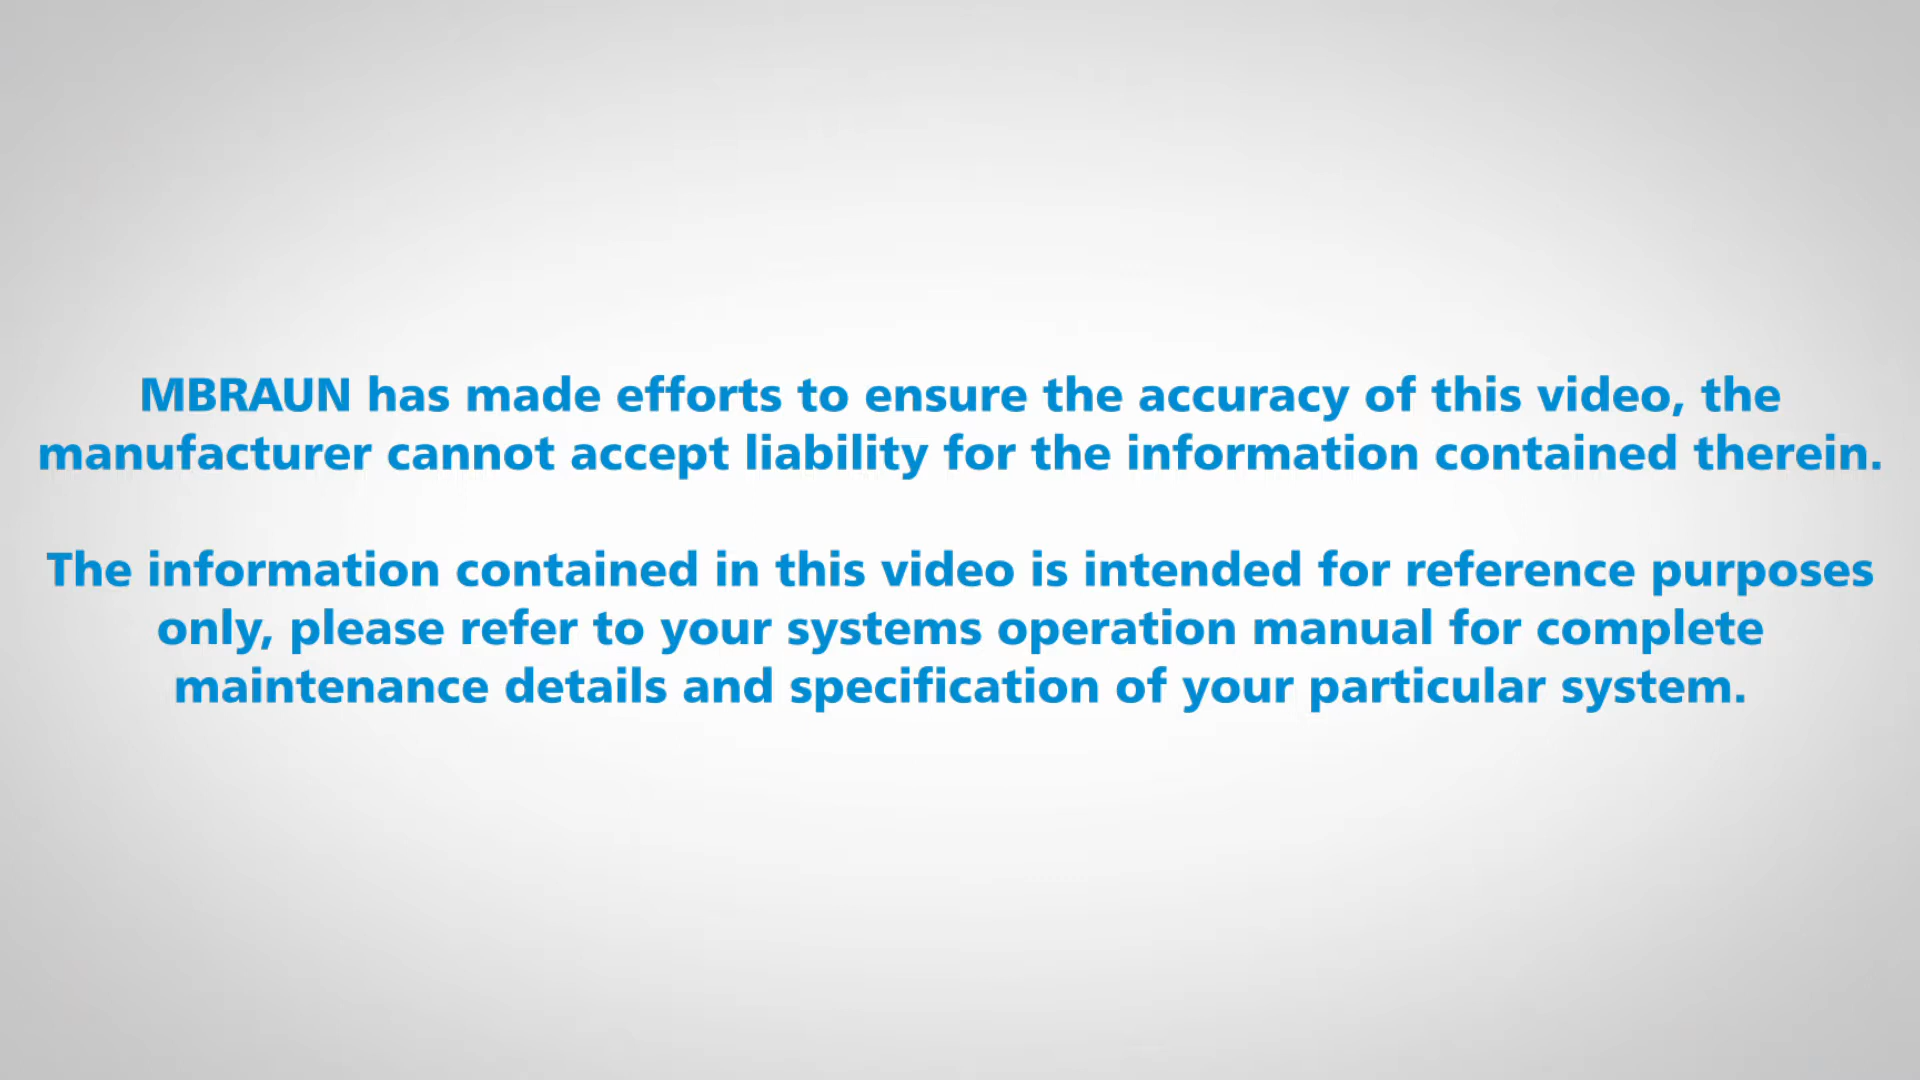 MBRAUN has made efforts to ensure the accuracy of this video, the
manufacturer cannot accept liability for the information contained therein.
The information contained in this video is intended for reference purposes
only, please refer to your systems operation manual for complete
maintenance details and specification of your particular system.